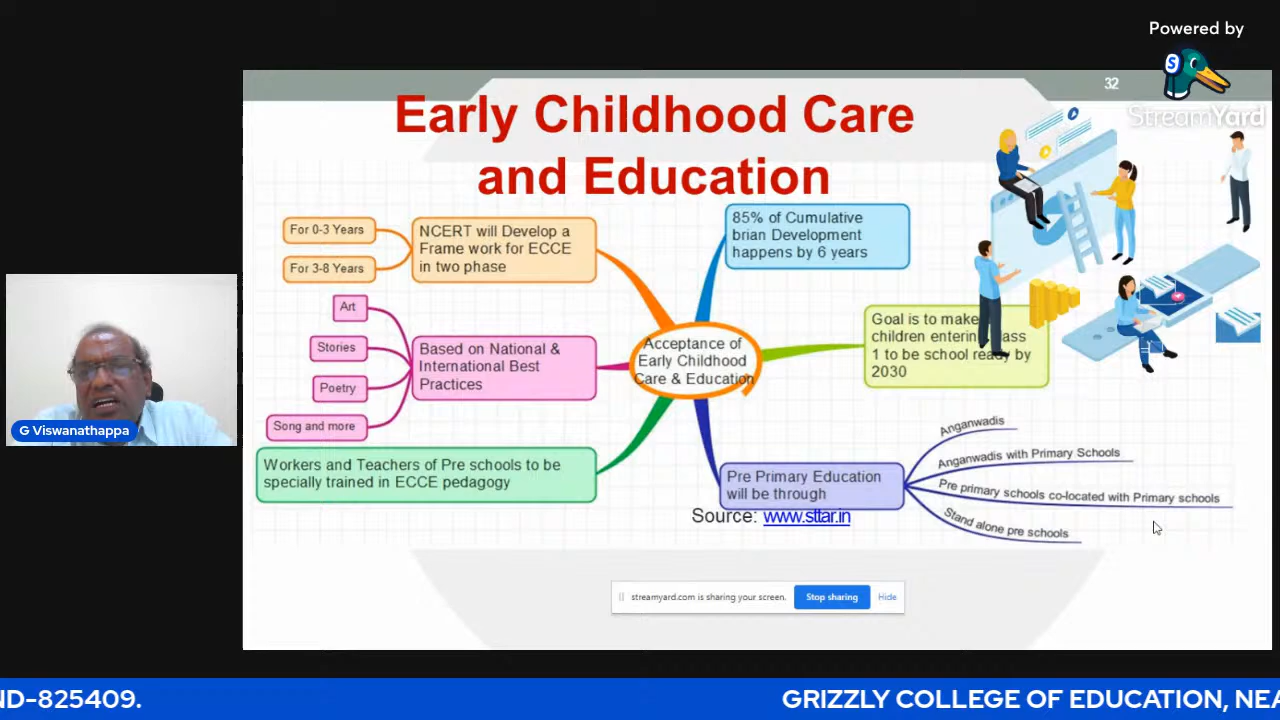 Powered by
StreamYard
32
Early Childhood Care
and Education
For 0-3 Years
For 3-8 Years
NCERT will Develop a
Frame work for ECCE
in two phase
85% of Cumulative
brian Development
happens by 6 years
Art
Stories
Poetry
Song and more
Based on National &
International Best
Practices
Acceptance of
Early Childhood
Care & Education
Goal is to make
children entering
1 to be school ready by
2030
Workers and Teachers of Pre schools to be
specially trained in ECCE pedagogy
Pre Primary Education
will be through
Anganwadis
Anganwadis with Primary Schools
Pre primary schools co-located with Primary schools
Stand alone pre schools
Source: www.sttar.in
G Viswanathappa
streamyard.com is sharing your screen.
Stop sharing
Hide
ND-825409.
GRIZZLY COLLEGE OF EDUCATION, NEA